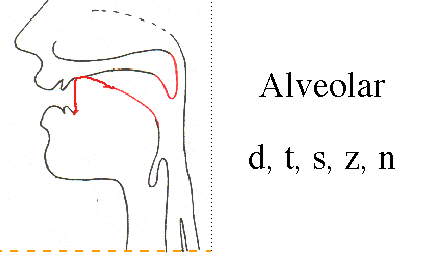 Alveolar
d, t, s, z, n